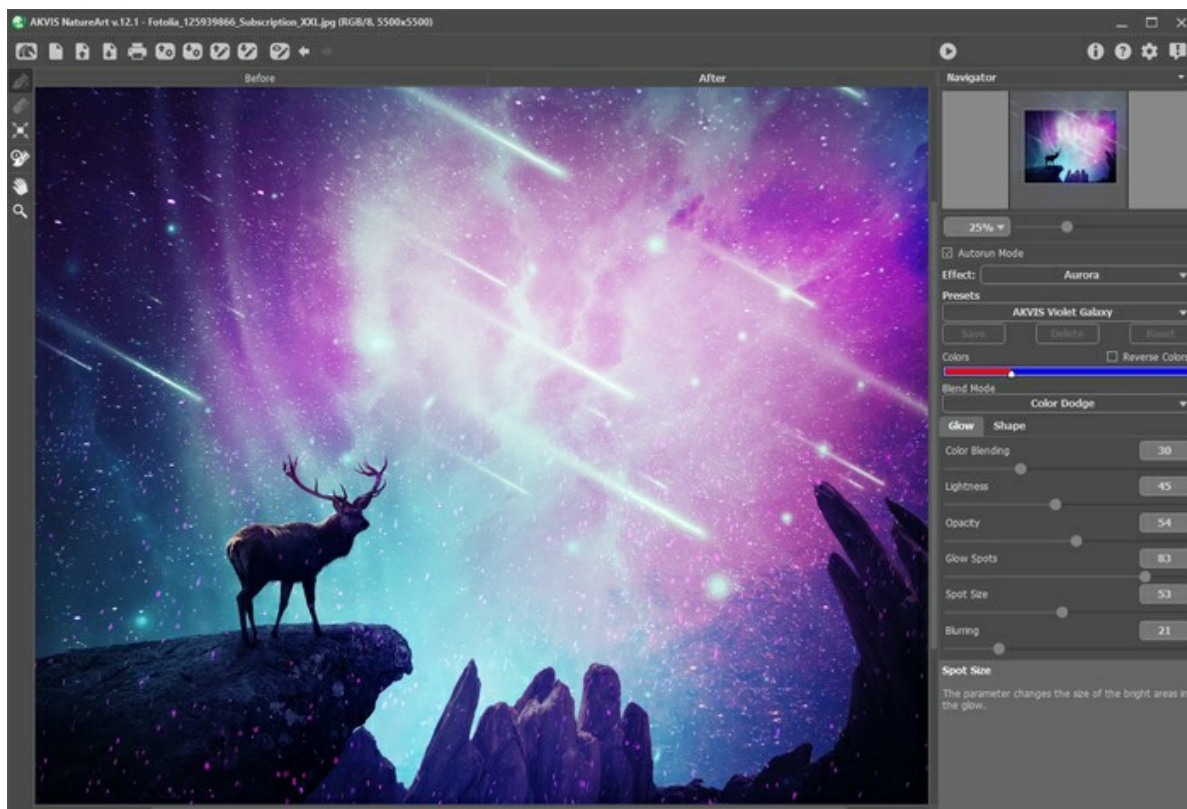 AKVIS NatureArt v.12.1 - Fotolia_125939866_Subscription_XXL.jpg (RGB/8, 5500x5500)
Before
After
Navigator
25%
Autorun Mode
Effect: Aurora
Presets
AKVIS Violet Galaxy
Save Delete Reset
Colors Reverse Colors
Blend Mode
Color Dodge
Glow Shape
Color Blending 30
Lightness 45
Opacity 54
Glow Spots 83
Spot Size 53
Blurring 21
Spot Size
The parameter changes the size of the bright areas in
the glow.